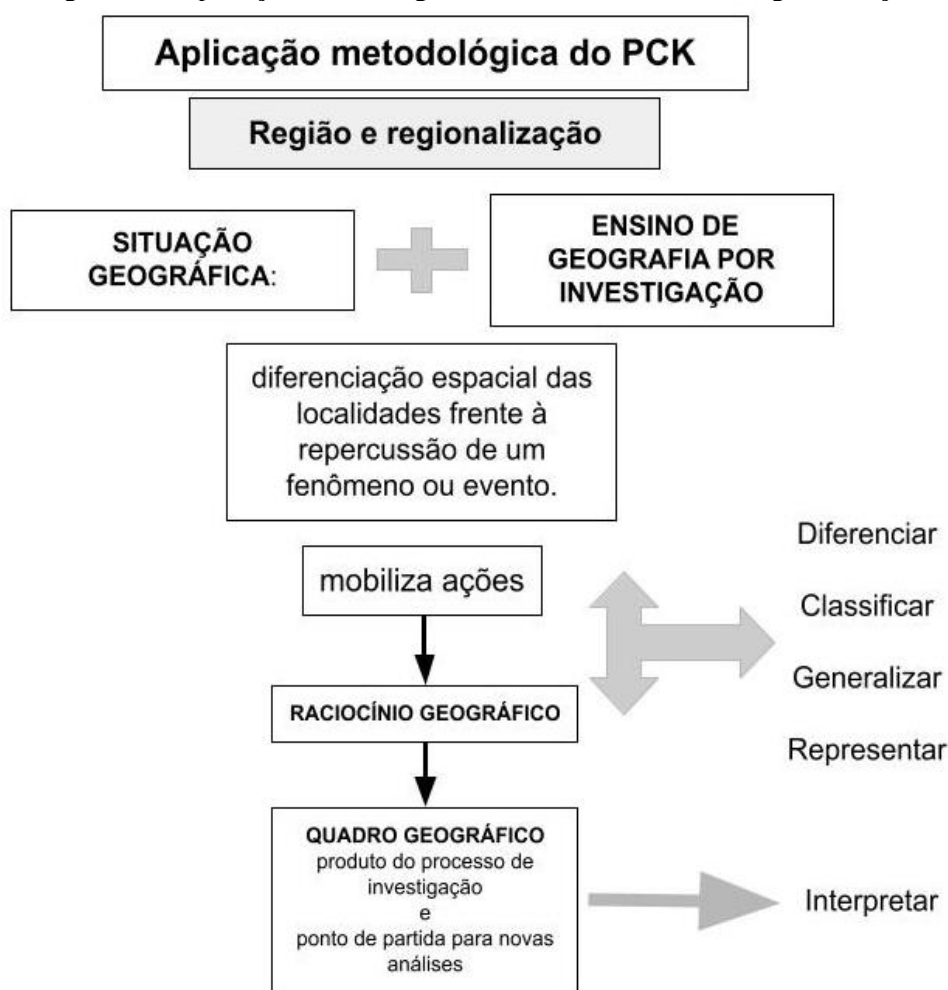 Aplicação metodológica do PCK
Região e regionalização
SITUAÇÃO
GEOGRÁFICA:
ENSINO DE
GEOGRAFIA POR
INVESTIGAÇÃO
diferenciação espacial das
localidades frente à
repercussão de um
fenômeno ou evento.
mobiliza ações
Diferenciar
Classificar
Generalizar
Representar
RACIOCÍNIO GEOGRÁFICO
QUADRO GEOGRÁFICO
produto do processo de
investigação
e
ponto de partida para novas
análises
Interpretar